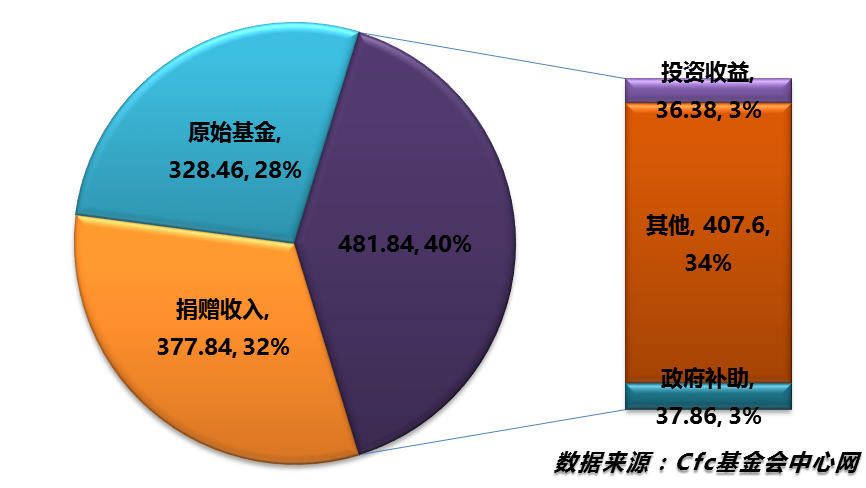 原始基金,
328.46, 28%
捐赠收入,
377.84, 32%
481.84, 40%
投资收益,
36.38, 3%
其他, 407.6,
34%
政府补助,
37.86, 3%
数据来源：Cfc基金会中心网